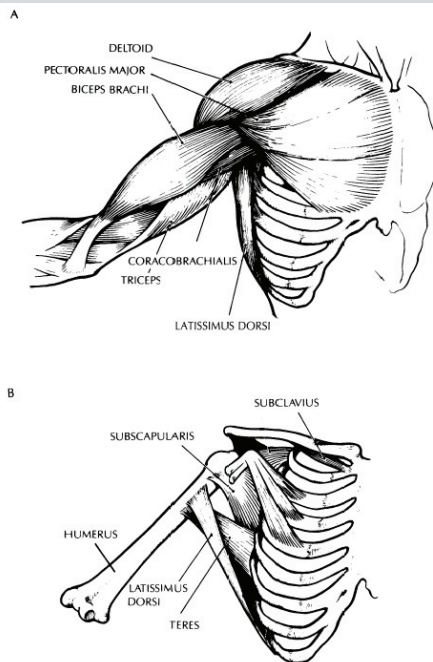 A
DELTOID
PECTORALIS MAJOR
BICEPS BRACHI
CORACOBRACHIALIS
TRICEPS
LATISSIMUS DORSI
B
SUBCLAVIUS
SUBSCAPULARIS
HUMERUS
LATISSIMUS
DORSI
TERES